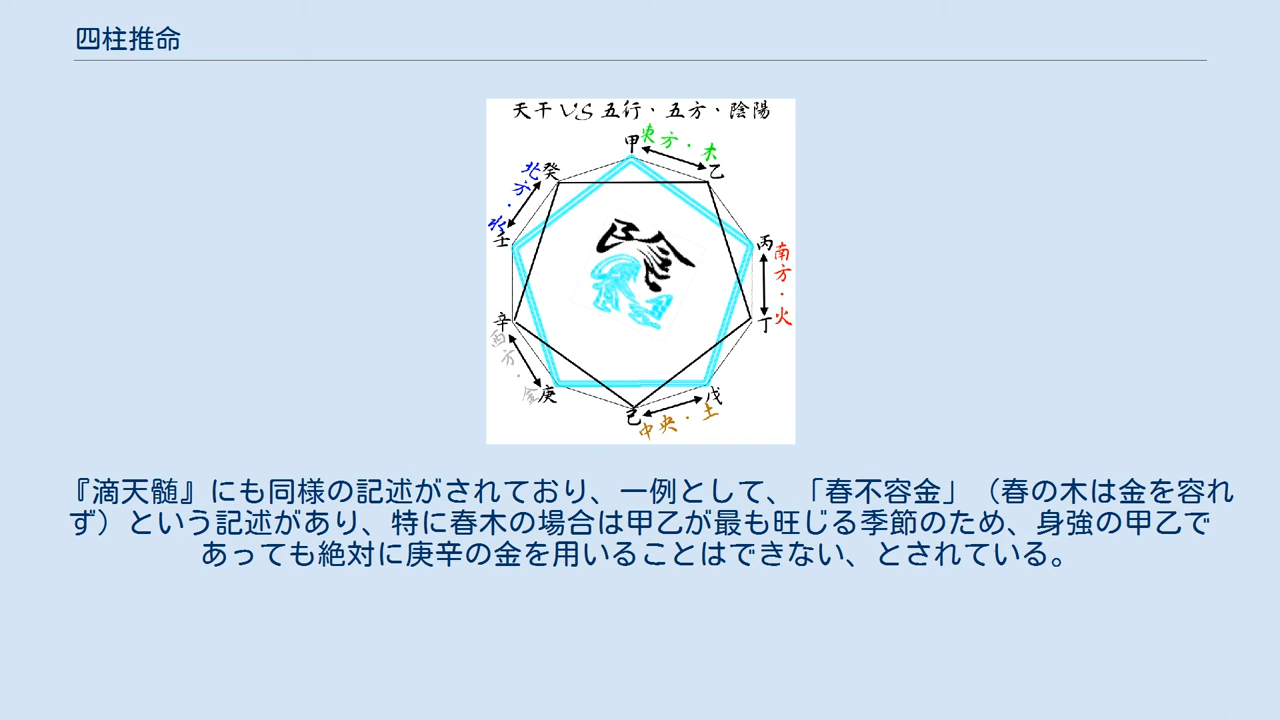 四柱推命
天干 VS 五行・五方・陰陽
甲
東方・木
乙
丙
南方・火
丁
戊
中央・土
己
庚
西方・金
辛
壬
北方・水
癸
陰
『滴天髄』にも同様の記述がされており、一例として、「春不容金」（春の木は金を容れ
ず）という記述があり、特に春木の場合は甲乙が最も旺じる季節のため、身強の甲乙で
あっても絶対に庚辛の金を用いることはできない、とされている。